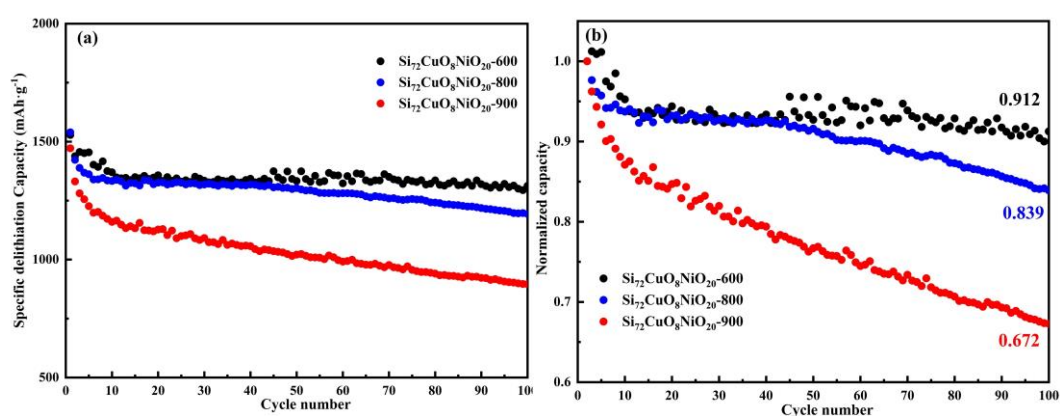 (a)
Specific delithiation Capacity (mAh·g⁻¹)
2000
1500
1000
500
Si₇₂CuO₈NiO₂₀-600
Si₇₂CuO₈NiO₂₀-800
Si₇₂CuO₈NiO₂₀-900
0 10 20 30 40 50 60 70 80 90 100
Cycle number
(b)
Normalized capacity
1.0
0.9
0.8
0.7
0.6
0.912
0.839
0.672
Si₇₂CuO₈NiO₂₀-600
Si₇₂CuO₈NiO₂₀-800
Si₇₂CuO₈NiO₂₀-900
0 10 20 30 40 50 60 70 80 90 100
Cycle number